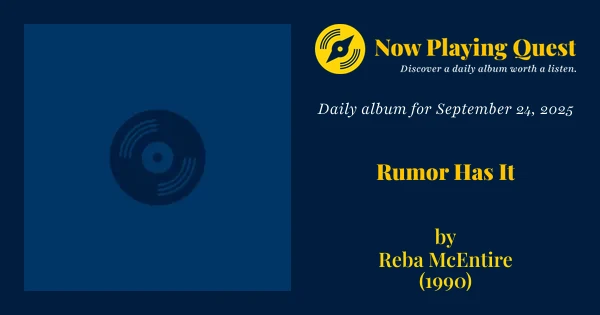 Now Playing Quest
Discover a daily album worth a listen.
Daily album for September 24, 2025
Rumor Has It
by
Reba McEntire
(1990)